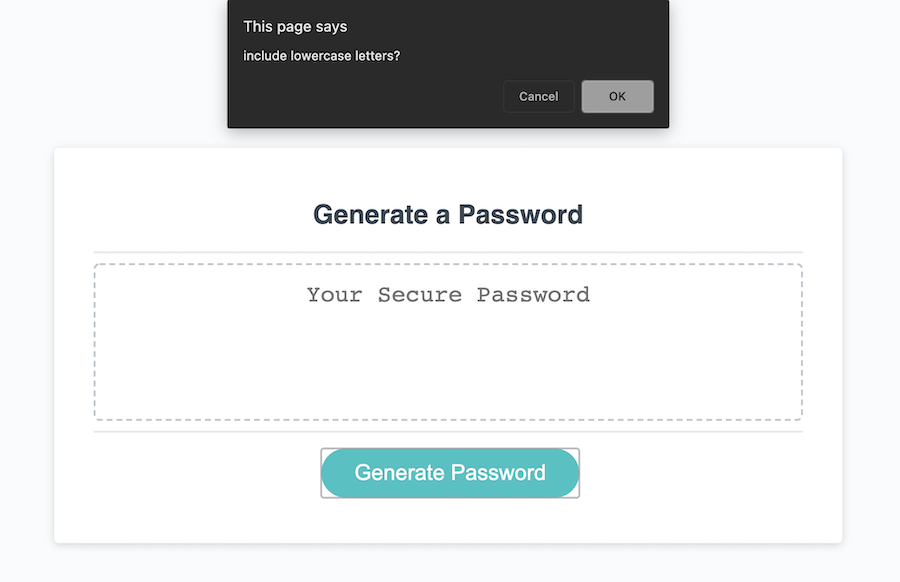 This page says
include lowercase letters?
Cancel OK
Generate a Password
Your Secure Password
Generate Password